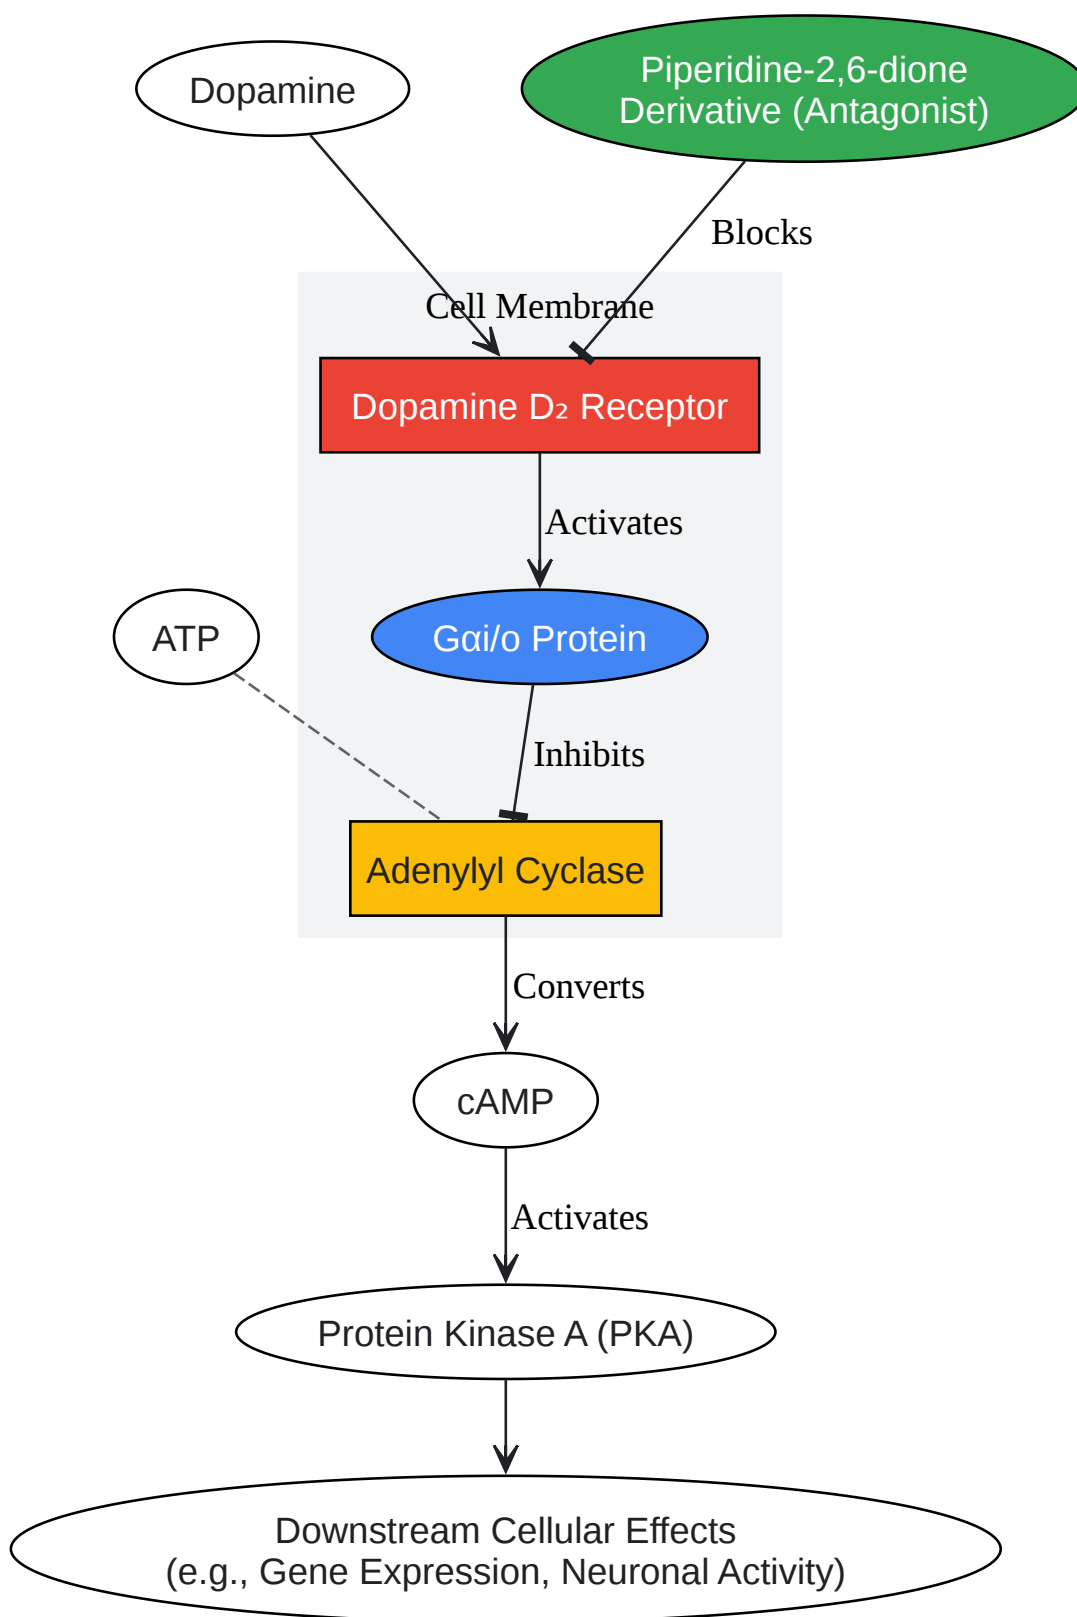 Dopamine
Piperidine-2,6-dione
Derivative (Antagonist)
Blocks
Cell Membrane
Dopamine D₂ Receptor
Activates
ATP
Gαi/o Protein
Inhibits
Adenylyl Cyclase
Converts
cAMP
Activates
Protein Kinase A (PKA)
Downstream Cellular Effects
(e.g., Gene Expression, Neuronal Activity)